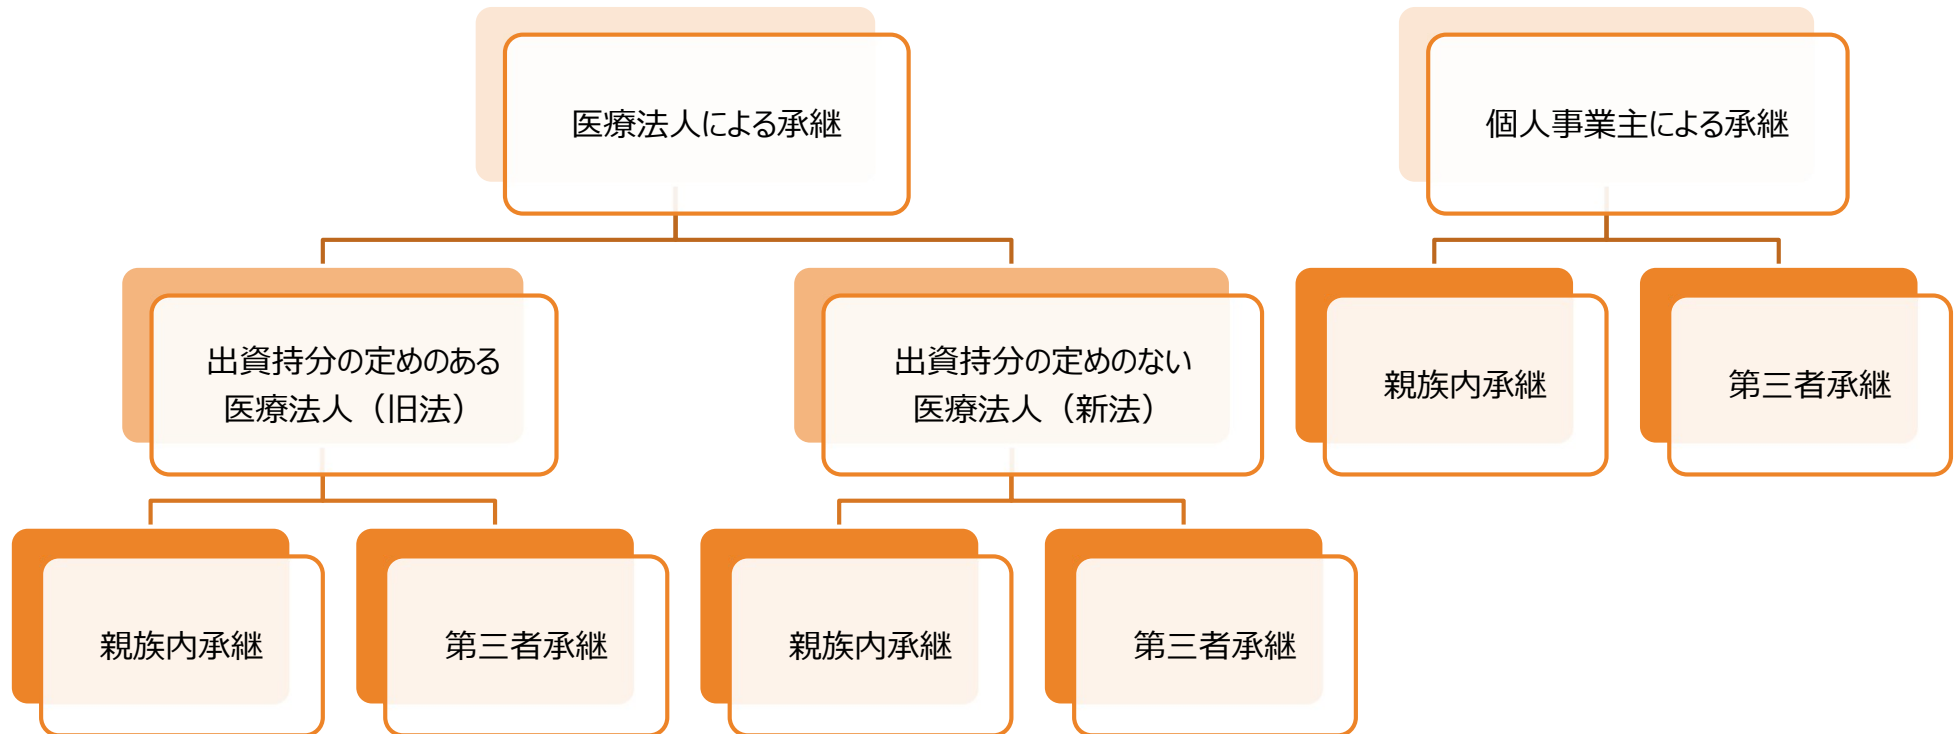 医療法人による承継
個人事業主による承継
出資持分の定めのある
医療法人（旧法）
出資持分の定めのない
医療法人（新法）
親族内承継
第三者承継
親族内承継
第三者承継
親族内承継
第三者承継